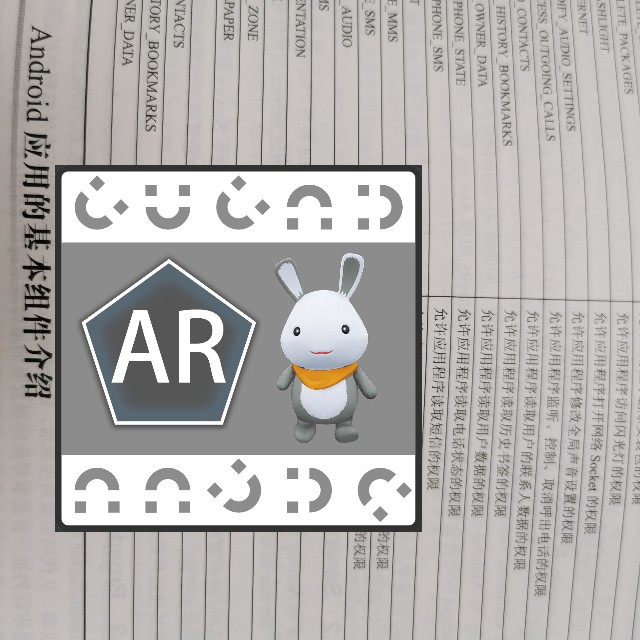 ETE_PACKAGES
ASHLIGHT 允许应用程序访问闪光灯的权限
ERNET 允许应用程序打开网络 Socket 的权限
DIFY_AUDIO_SETTINGS 允许应用程序修改全局声音设置的权限
CESS_OUTGOING_CALLS 允许应用程序监听、控制、取消呼出电话的权限
D_CONTACTS 允许应用程序读取用户的联系人数据的权限
HISTORY_BOOKMARKS 允许应用程序读取历史书签的权限
OWNER_DATA 允许应用程序读取用户数据的权限
PHONE_STATE 允许应用程序读取电话状态的权限
PHONE_SMS 允许应用程序读取短信的权限
E_MMS 的权限
E_SMS 的权限
AUDIO
MS
ENTATION
ZONE
PAPER
NTACTS
TORY_BOOKMARKS
NER_DATA
Android 应用的基本组件介绍
AR